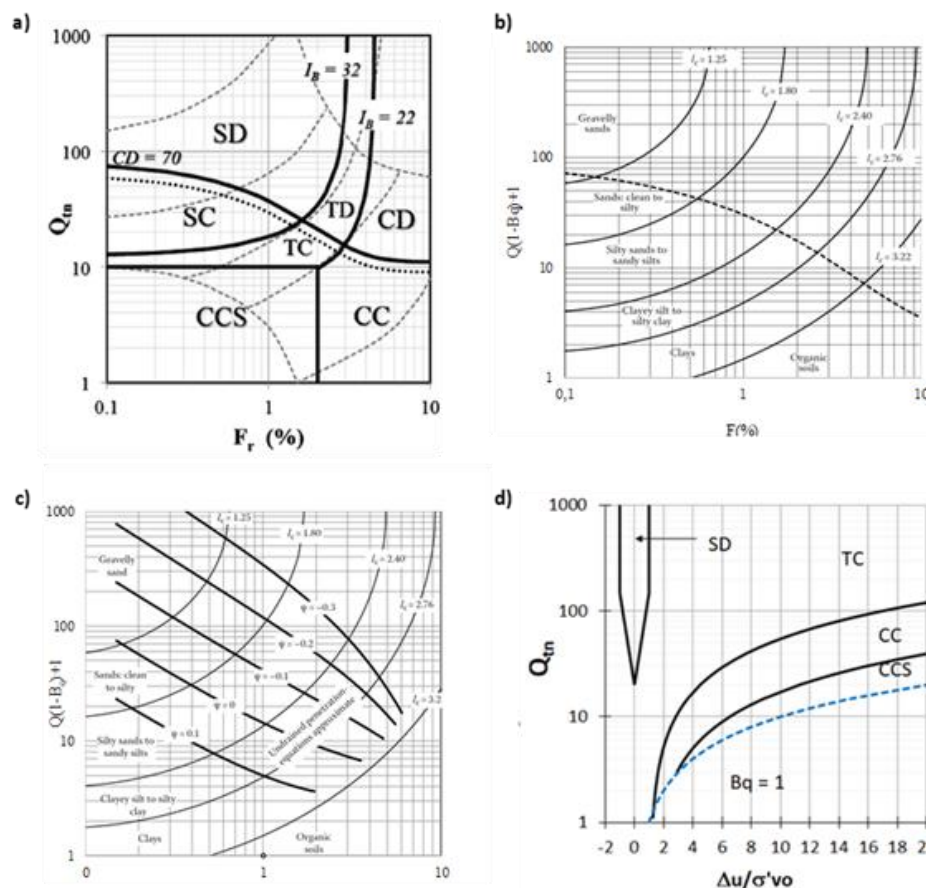 a)
1000
100
10
1
Q_tn
0.1
1
10
F_r (%)
I_B = 32
I_B = 22
CD = 70
SD
SC
TD
CD
TC
CCS
CC
b)
1000
100
10
1
0,1
1
10
F(%)
I_c = 1.25
I_c = 1.80
I_c = 2.40
I_c = 2.76
I_c = 3.22
Gravelly
sands
Sands: clean to
silty
Silty sands to
sandy silts
Clayey silt to
silty clay
Clays
Organic
soils
c)
1000
100
10
1
Q(1-B_q)+1
0
1
10
I_c = 1.25
I_c = 1.80
I_c = 2.40
I_c = 2.76
I_c = 3.2
Gravelly
sand
ψ = −0.3
ψ = −0.2
ψ = −0.1
ψ = 0
ψ = 0.1
Sands: clean
to silty
Undrained penetration-
equations approximate
Silty sands to
sandy silts
Clayey silt to silty
clay
Clays
Organic
soils
d)
1000
100
10
1
Q_tn
SD
TC
CC
CCS
Bq = 1
-2 0 2 4 6 8 10 12 14 16 18 20
Δu/σ'vo